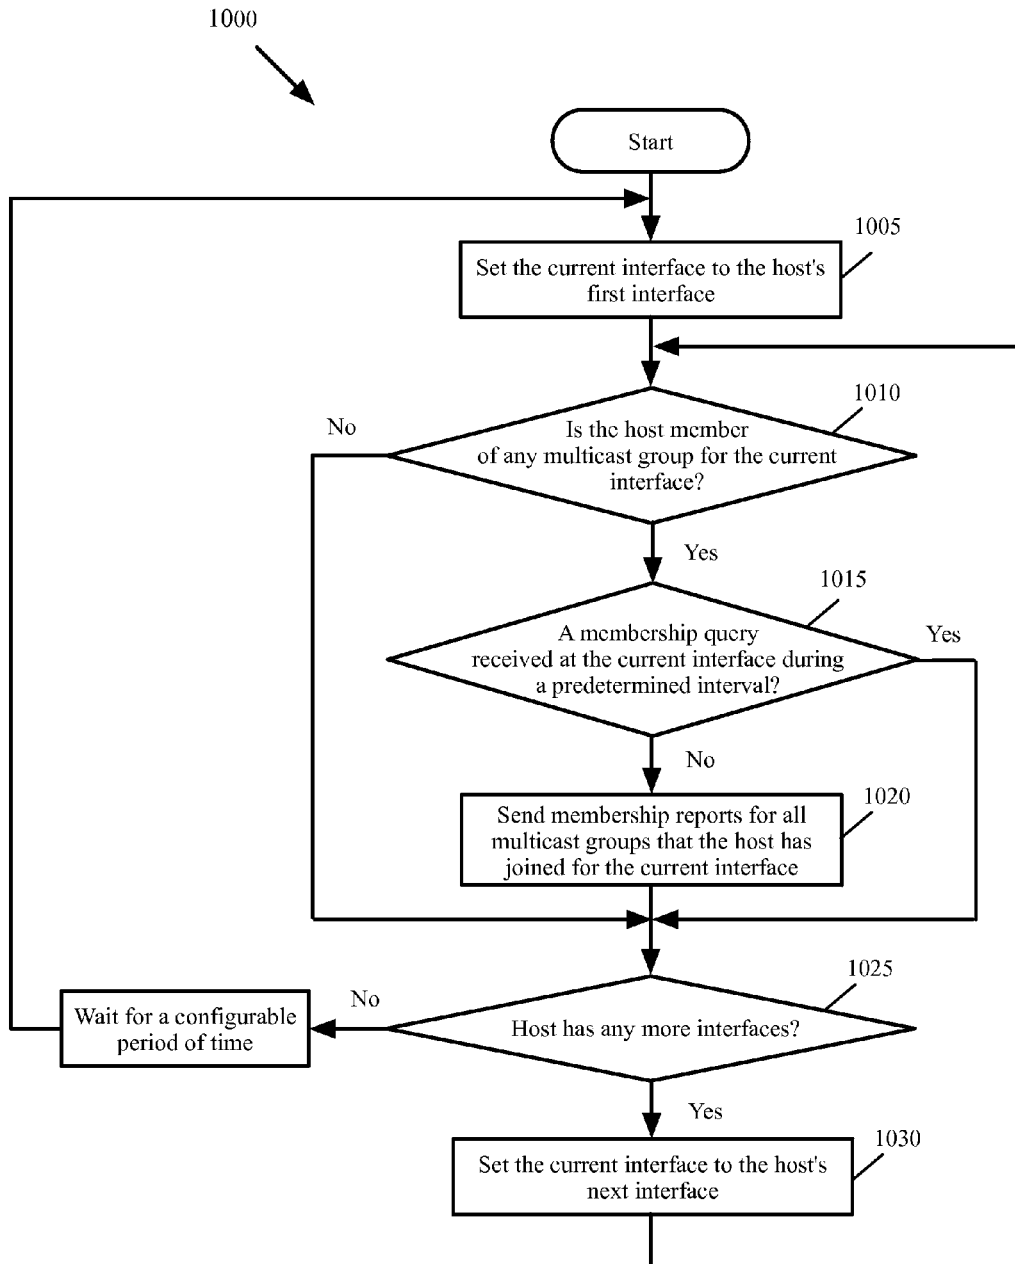 1000
Start
1005
Set the current interface to the host's
first interface
1010
No
Is the host member
of any multicast group for the current
interface?
Yes
1015
A membership query
received at the current interface during
a predetermined interval?
Yes
No
1020
Send membership reports for all
multicast groups that the host has
joined for the current interface
1025
No
Host has any more interfaces?
Wait for a configurable
period of time
Yes
1030
Set the current interface to the host's
next interface